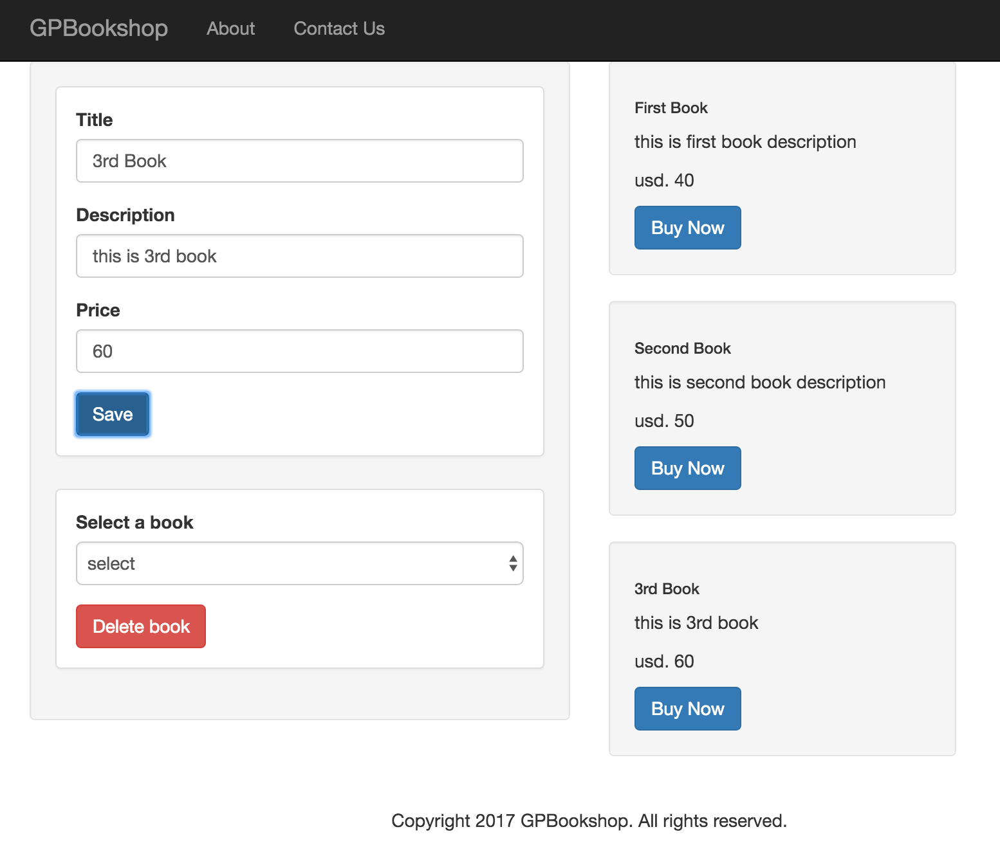 GPBookshop About Contact Us
Title
3rd Book
Description
this is 3rd book
Price
60
Save
Select a book
select
Delete book
First Book
this is first book description
usd. 40
Buy Now
Second Book
this is second book description
usd. 50
Buy Now
3rd Book
this is 3rd book
usd. 60
Buy Now
Copyright 2017 GPBookshop. All rights reserved.